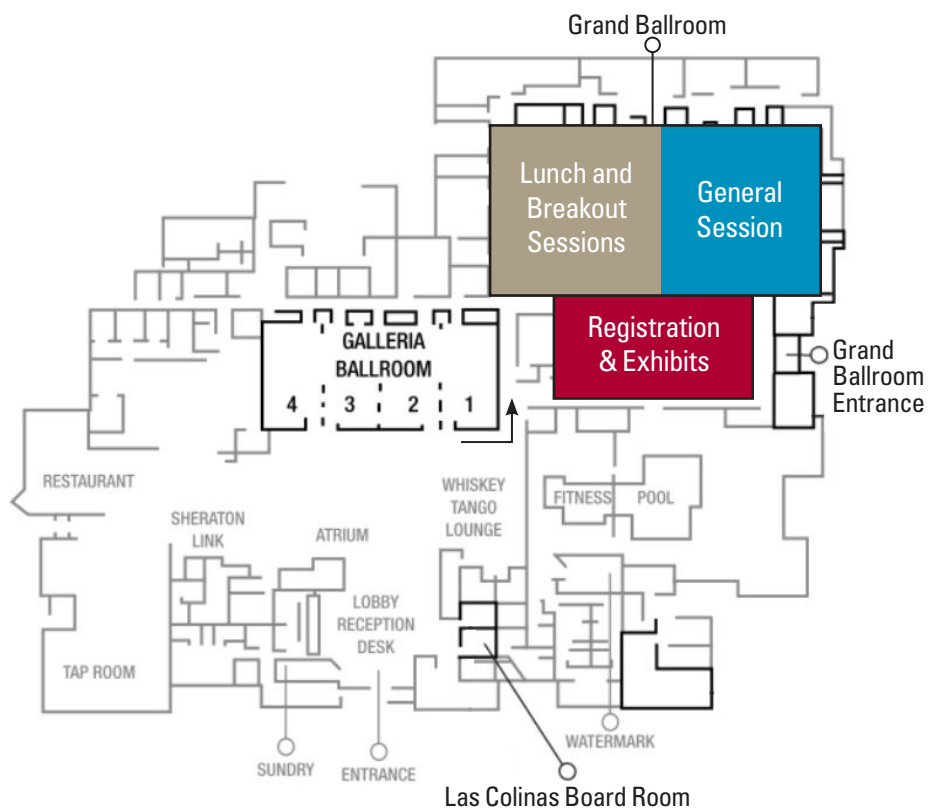 Grand Ballroom
Lunch and
Breakout
Sessions
General
Session
Registration
& Exhibits
Grand
Ballroom
Entrance
GALLERIA
BALLROOM
4 3 2 1
RESTAURANT
SHERATON
LINK
ATRIUM
WHISKEY
TANGO
LOUNGE
FITNESS
POOL
LOBBY
RECEPTION
DESK
TAP ROOM
SUNDRY
ENTRANCE
WATERMARK
Las Colinas Board Room